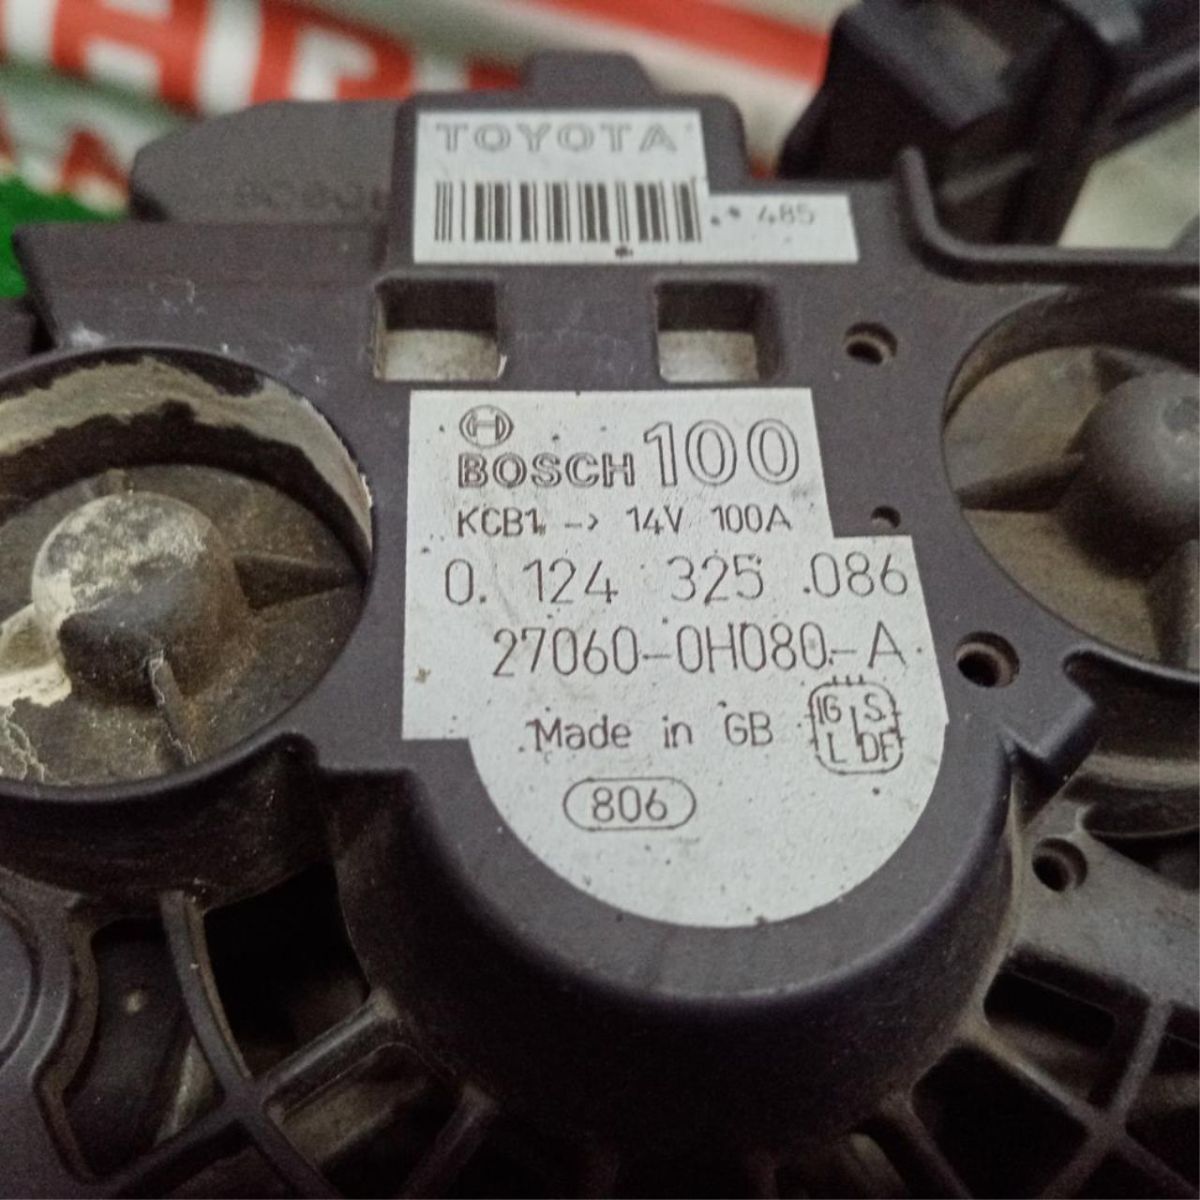 TOYOTA
485
BOSCH 100
KCB1 -> 14V 100A
0. 124 325 .086
27060-0H080-A
Made in GB
IG S
L DF
806